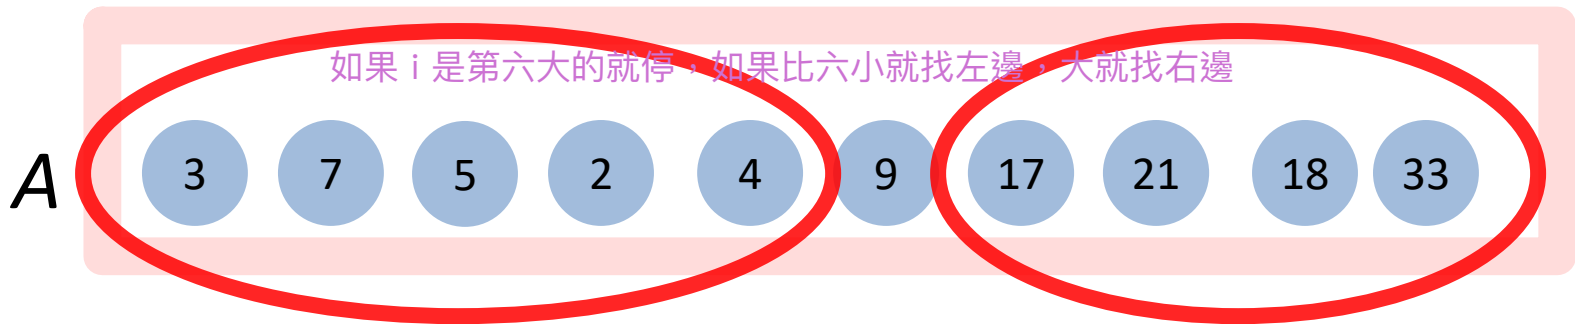 如果 i 是第六大的就停，如果比六小就找左邊，大就找右邊
A 3 7 5 2 4 9 17 21 18 33